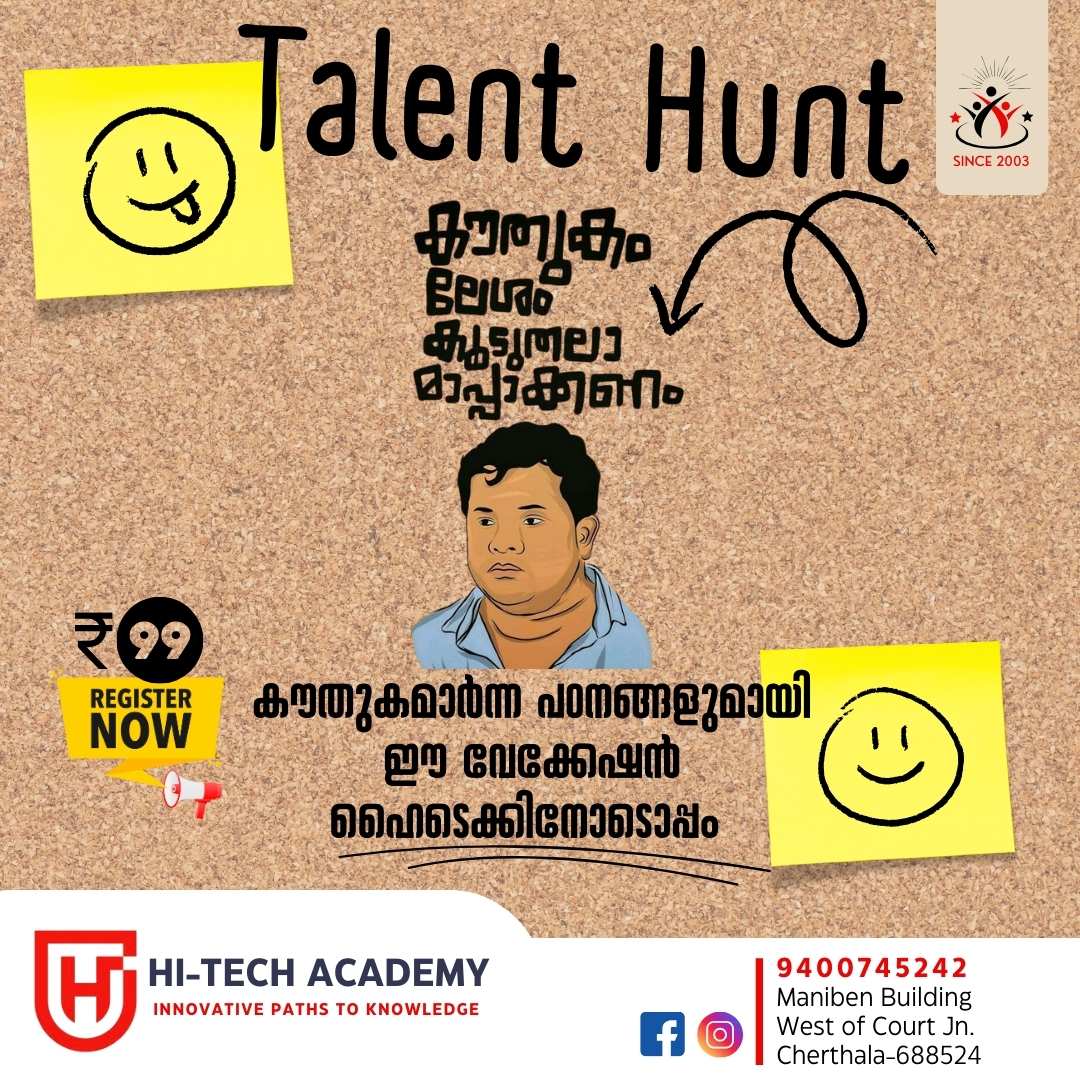 Talent Hunt
SINCE 2003
കൗതുകം
ലേശം
കൂടുതലാ
മാപ്പാക്കണം
₹99
REGISTER
NOW
കൗതുകമാർന്ന പഠനങ്ങളുമായി
ഈ വേക്കേഷൻ
ഹൈടെക്കിനോടൊപ്പം
HI-TECH ACADEMY
INNOVATIVE PATHS TO KNOWLEDGE
9400745242
Maniben Building
West of Court Jn.
Cherthala-688524